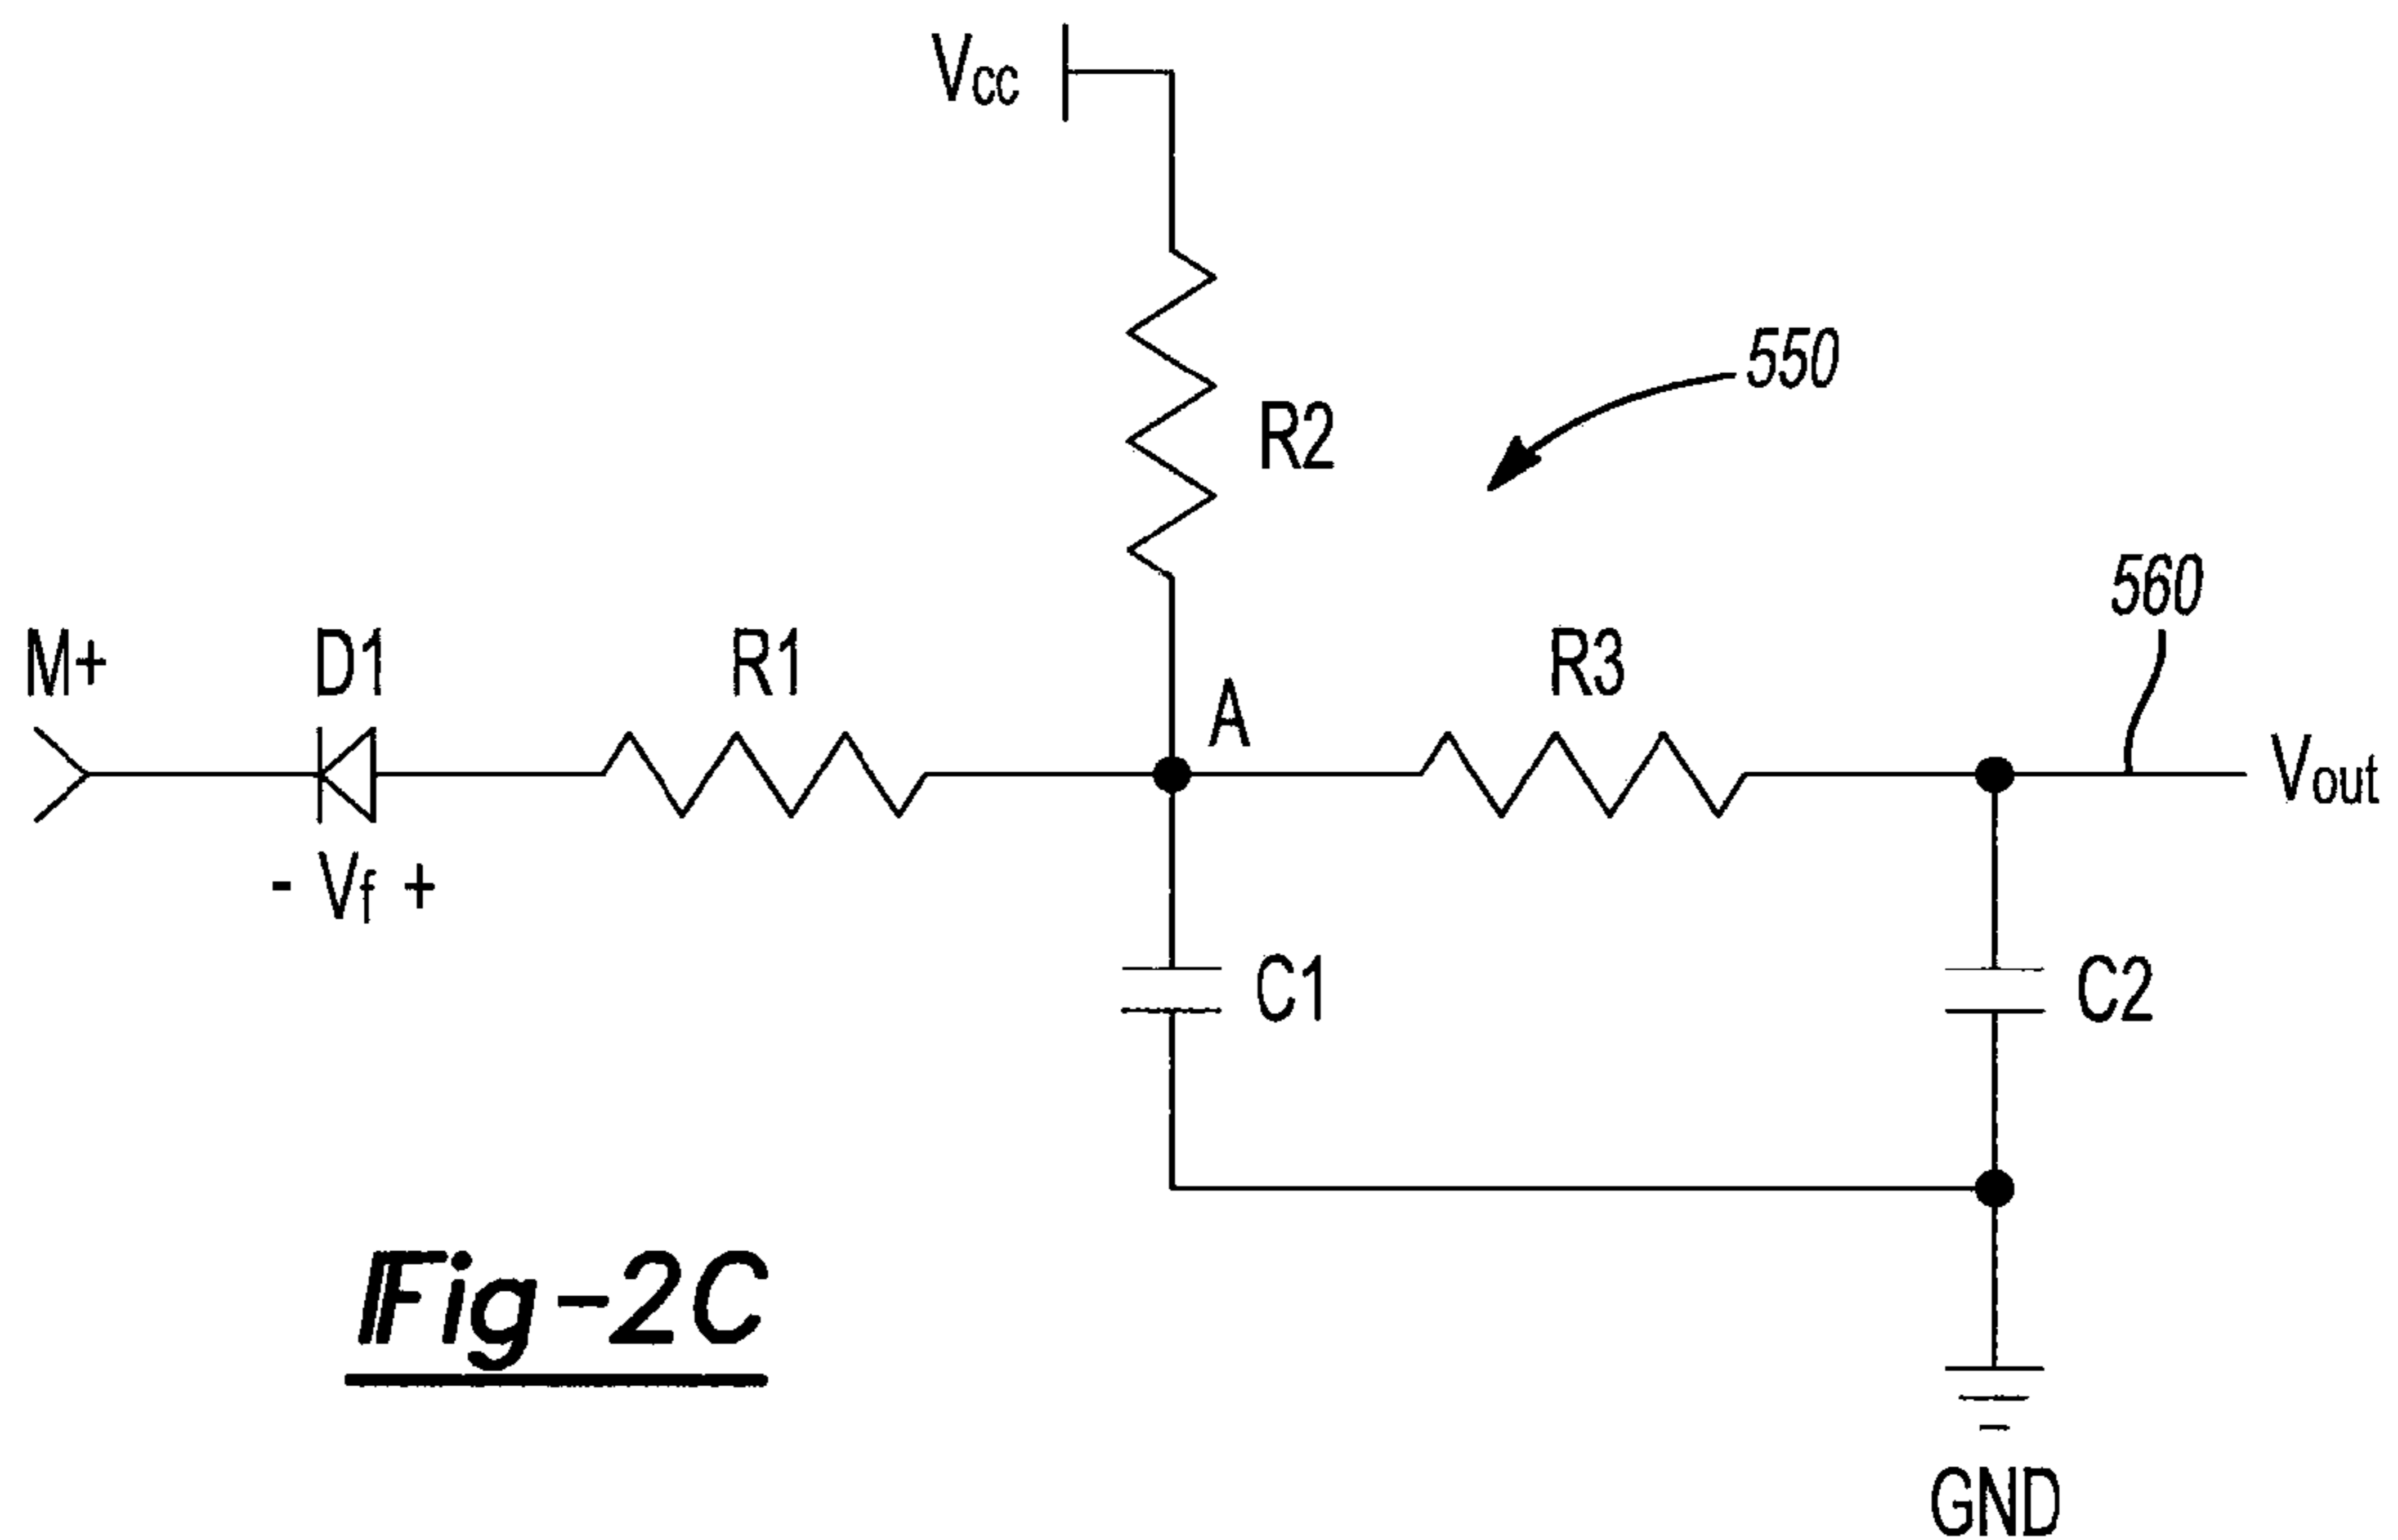 Vcc
550
R2
560
M+
D1
R1
A
R3
Vout
- Vf +
C1
C2
Fig-2C
GND